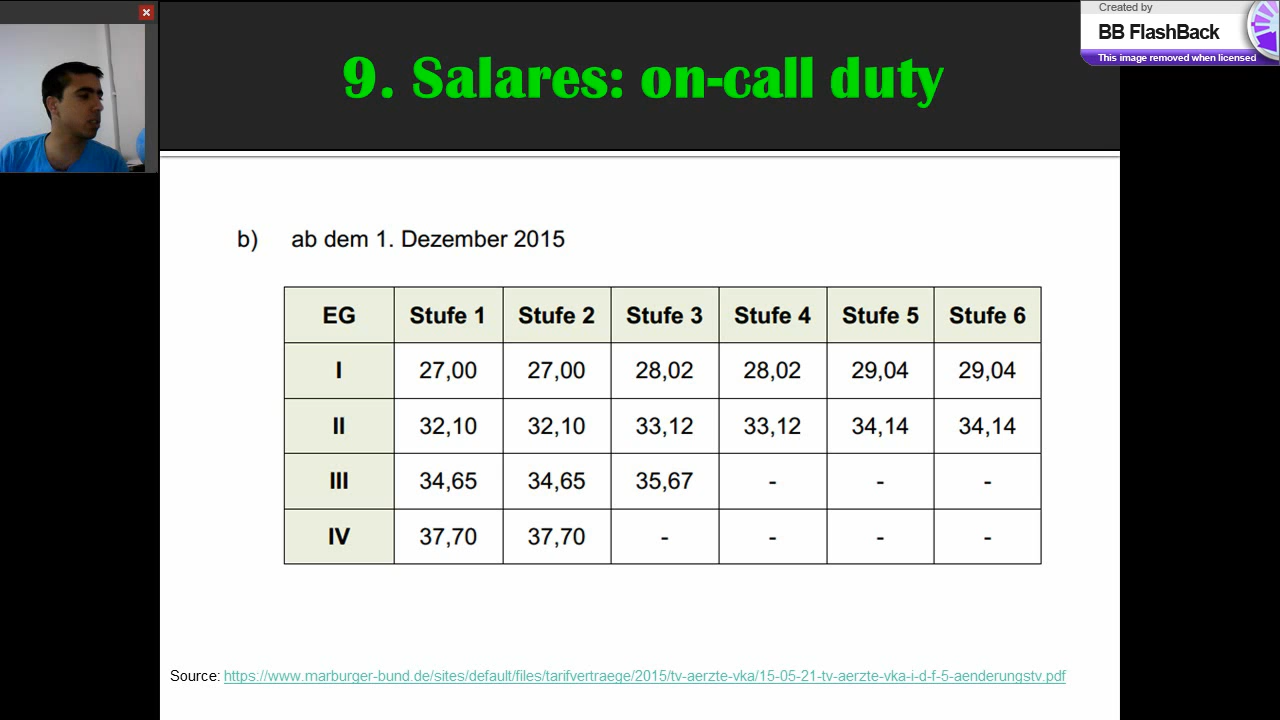 Created by
BB FlashBack
This image removed when licensed
9. Salares: on-call duty
b) ab dem 1. Dezember 2015
EG Stufe 1 Stufe 2 Stufe 3 Stufe 4 Stufe 5 Stufe 6
I 27,00 27,00 28,02 28,02 29,04 29,04
II 32,10 32,10 33,12 33,12 34,14 34,14
III 34,65 34,65 35,67 - - -
IV 37,70 37,70 - - - -
Source: https://www.marburger-bund.de/sites/default/files/tarifvertraege/2015/tv-aerzte-vka/15-05-21-tv-aerzte-vka-i-d-f-5-aenderungstv.pdf